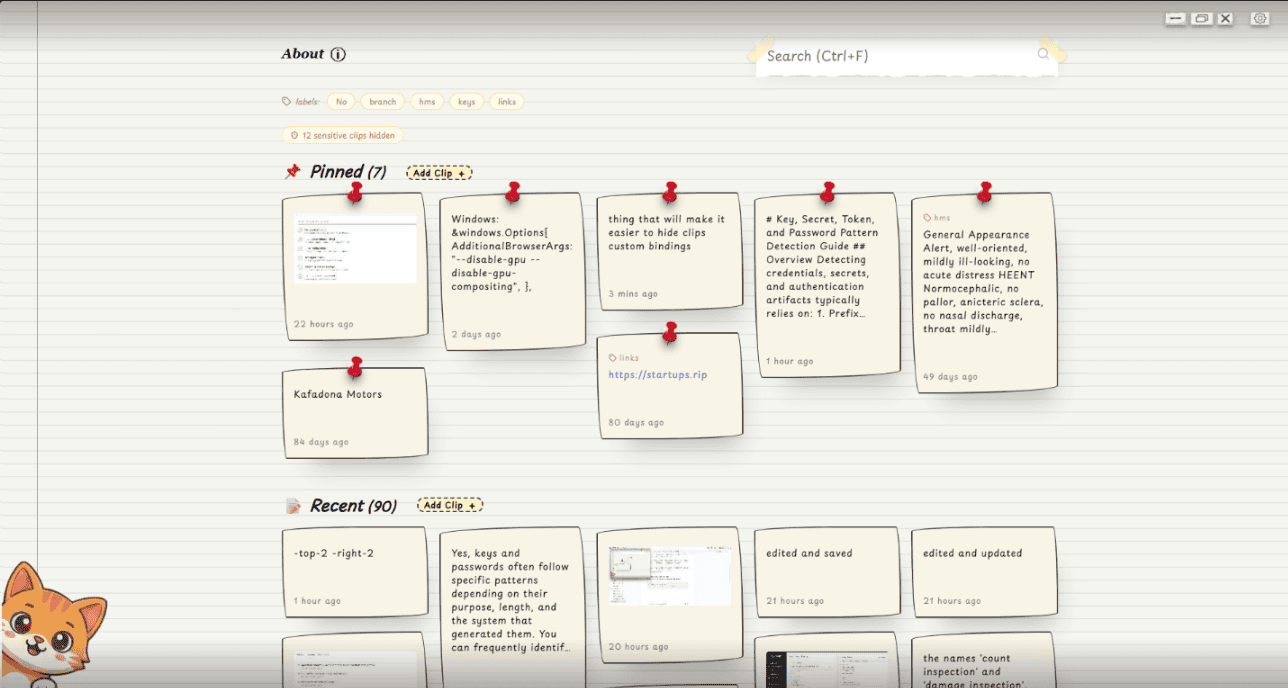 About
Search (Ctrl+F)
labels:
No
branch
hms
keys
links
12 sensitive clips hidden
Pinned (7)
Add Clip +
22 hours ago
Windows:
&windows.Options{
AdditionalBrowserArgs:
"--disable-gpu --
disable-gpu-
compositing", },
2 days ago
thing that will make it
easier to hide clips
custom bindings
3 mins ago
# Key, Secret, Token,
and Password Pattern
Detection Guide ##
Overview Detecting
credentials, secrets,
and authentication
artifacts typically
relies on: 1. Prefix...
1 hour ago
hms
General Appearance
Alert, well-oriented,
mildly ill-looking, no
acute distress HEENT
Normocephalic, no
pallor, anicteric sclera,
no nasal discharge,
throat mildly...
49 days ago
Kafadona Motors
84 days ago
links
https://startups.rip
80 days ago
Recent (90)
Add Clip +
-top-2 -right-2
1 hour ago
Yes, keys and
passwords often follow
specific patterns
depending on their
purpose, length, and
the system that
generated them. You
can frequently identif...
20 hours ago
edited and saved
21 hours ago
edited and updated
21 hours ago
the names 'count
inspection' and
'damage inspection'.